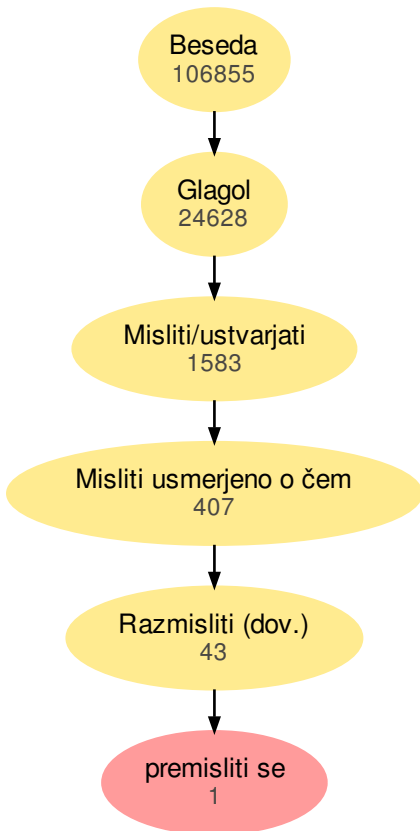 Beseda
106855
Glagol
24628
Misliti/ustvarjati
1583
Misliti usmerjeno o čem
407
Razmisliti (dov.)
43
premisliti se
1